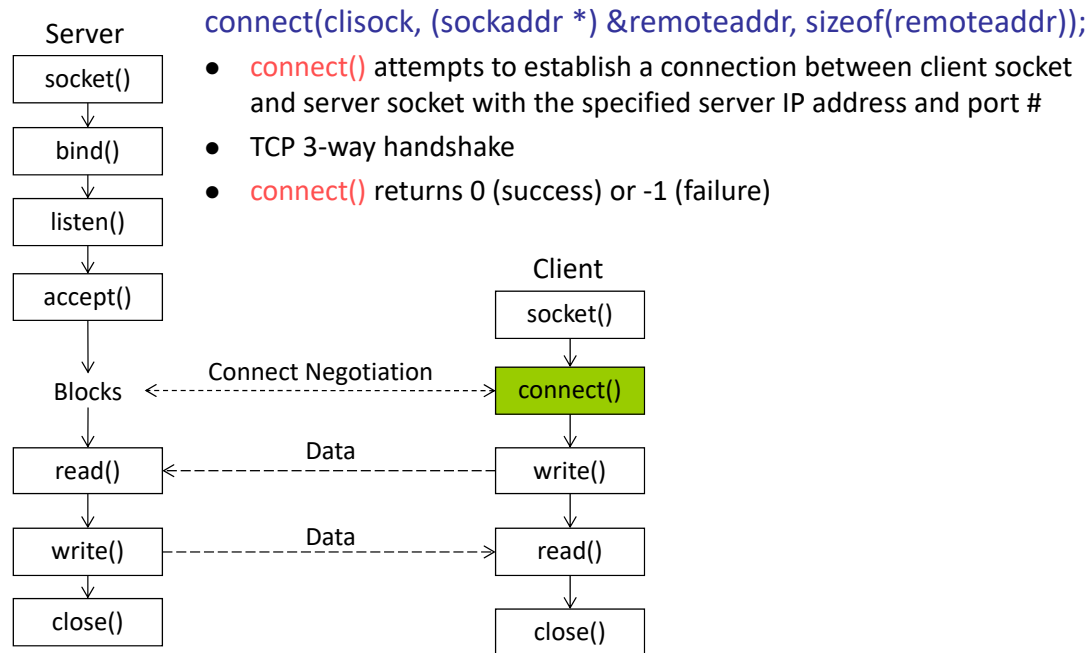 connect(clisock, (sockaddr *) &remoteaddr, sizeof(remoteaddr));
● connect() attempts to establish a connection between client socket
and server socket with the specified server IP address and port #
● TCP 3-way handshake
● connect() returns 0 (success) or -1 (failure)
Server
socket()
bind()
listen()
accept()
Blocks
read()
write()
close()
Connect Negotiation
Data
Data
Client
socket()
connect()
write()
read()
close()